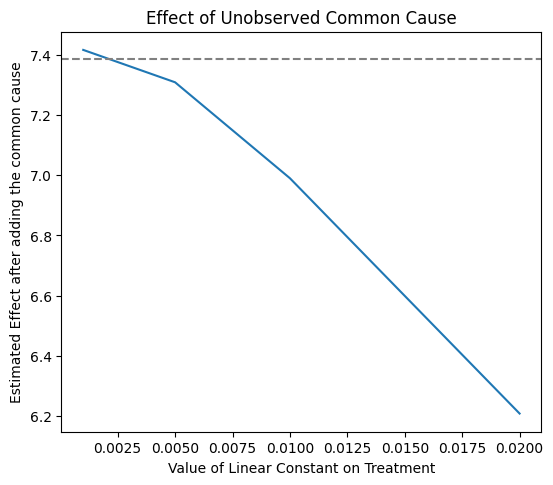 Effect of Unobserved Common Cause
Estimated Effect after adding the common cause
7.4
7.2
7.0
6.8
6.6
6.4
6.2
0.0025 0.0050 0.0075 0.0100 0.0125 0.0150 0.0175 0.0200
Value of Linear Constant on Treatment